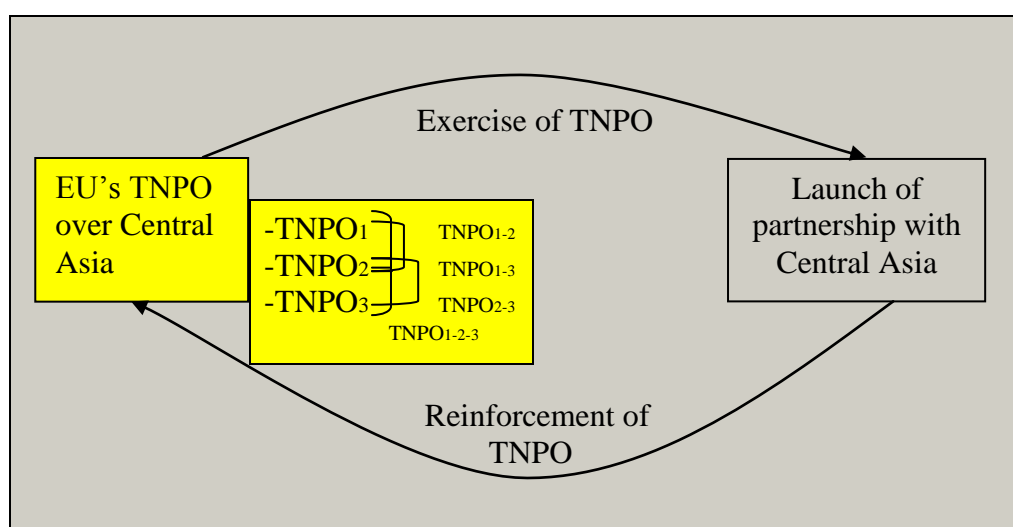 Exercise of TNPO
EU’s TNPO
over Central
Asia
-TNPO1
-TNPO2
-TNPO3
TNPO1-2
TNPO1-3
TNPO2-3
TNPO1-2-3
Launch of
partnership with
Central Asia
Reinforcement of
TNPO